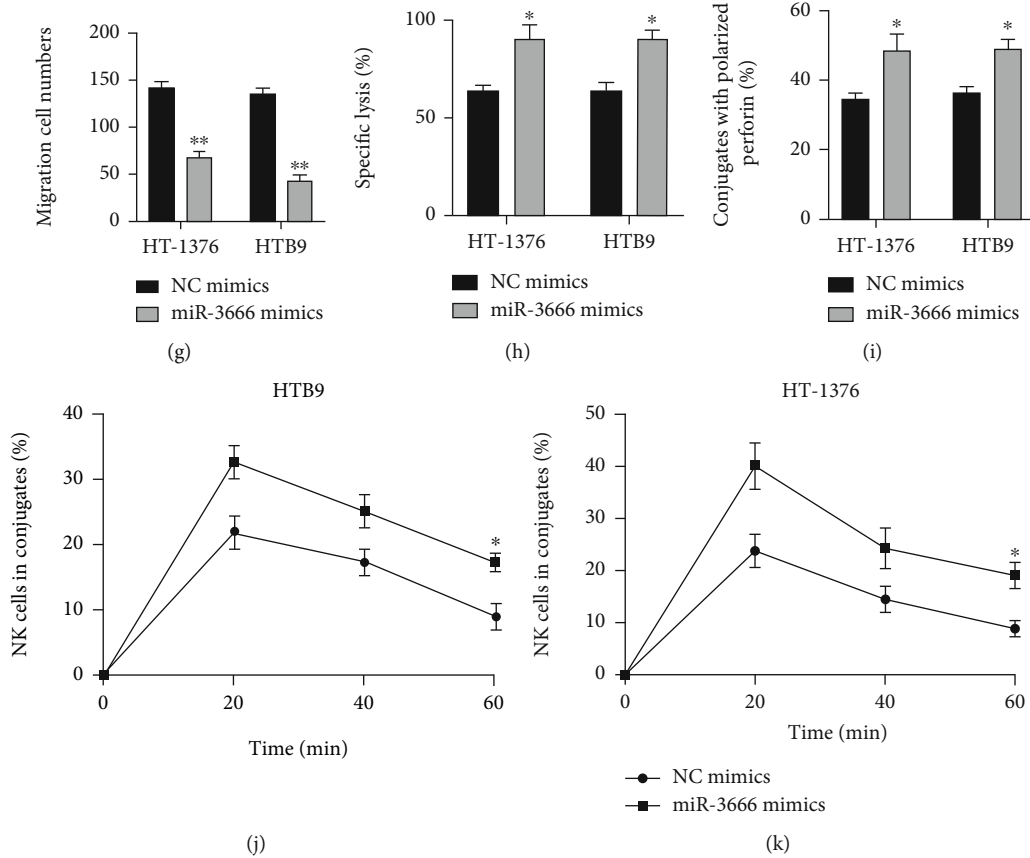 Migration cell numbers
200
150
100
50
0
**
**
HT-1376 HTB9
NC mimics
miR-3666 mimics
(g)
Specific lysis (%)
100
50
0
*
*
HT-1376 HTB9
NC mimics
miR-3666 mimics
(h)
Conjugates with polarized
perforin (%)
60
40
20
0
*
*
HT-1376 HTB9
NC mimics
miR-3666 mimics
(i)
HTB9
NK cells in conjugates (%)
40
30
20
10
0
*
0 20 40 60
Time (min)
(j)
HT-1376
NK cells in conjugates (%)
50
40
30
20
10
0
*
0 20 40 60
Time (min)
NC mimics
miR-3666 mimics
(k)